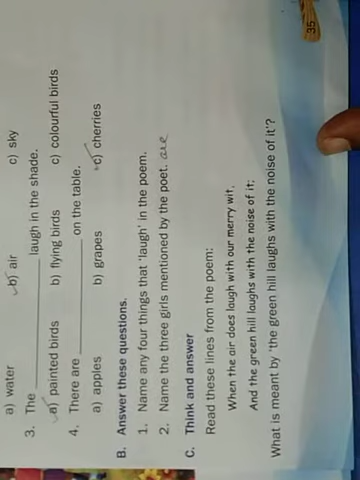 a) water b) air c) sky
3. The ________ laugh in the shade.
a) painted birds b) flying birds c) colourful birds
4. There are ________ on the table.
a) apples b) grapes c) cherries
B. Answer these questions.
1. Name any four things that 'laugh' in the poem.
2. Name the three girls mentioned by the poet. are
C. Think and answer
Read these lines from the poem:
When the air does laugh with our merry wit,
And the green hill laughs with the noise of it;
What is meant by 'the green hill laughs with the noise of it'?
35